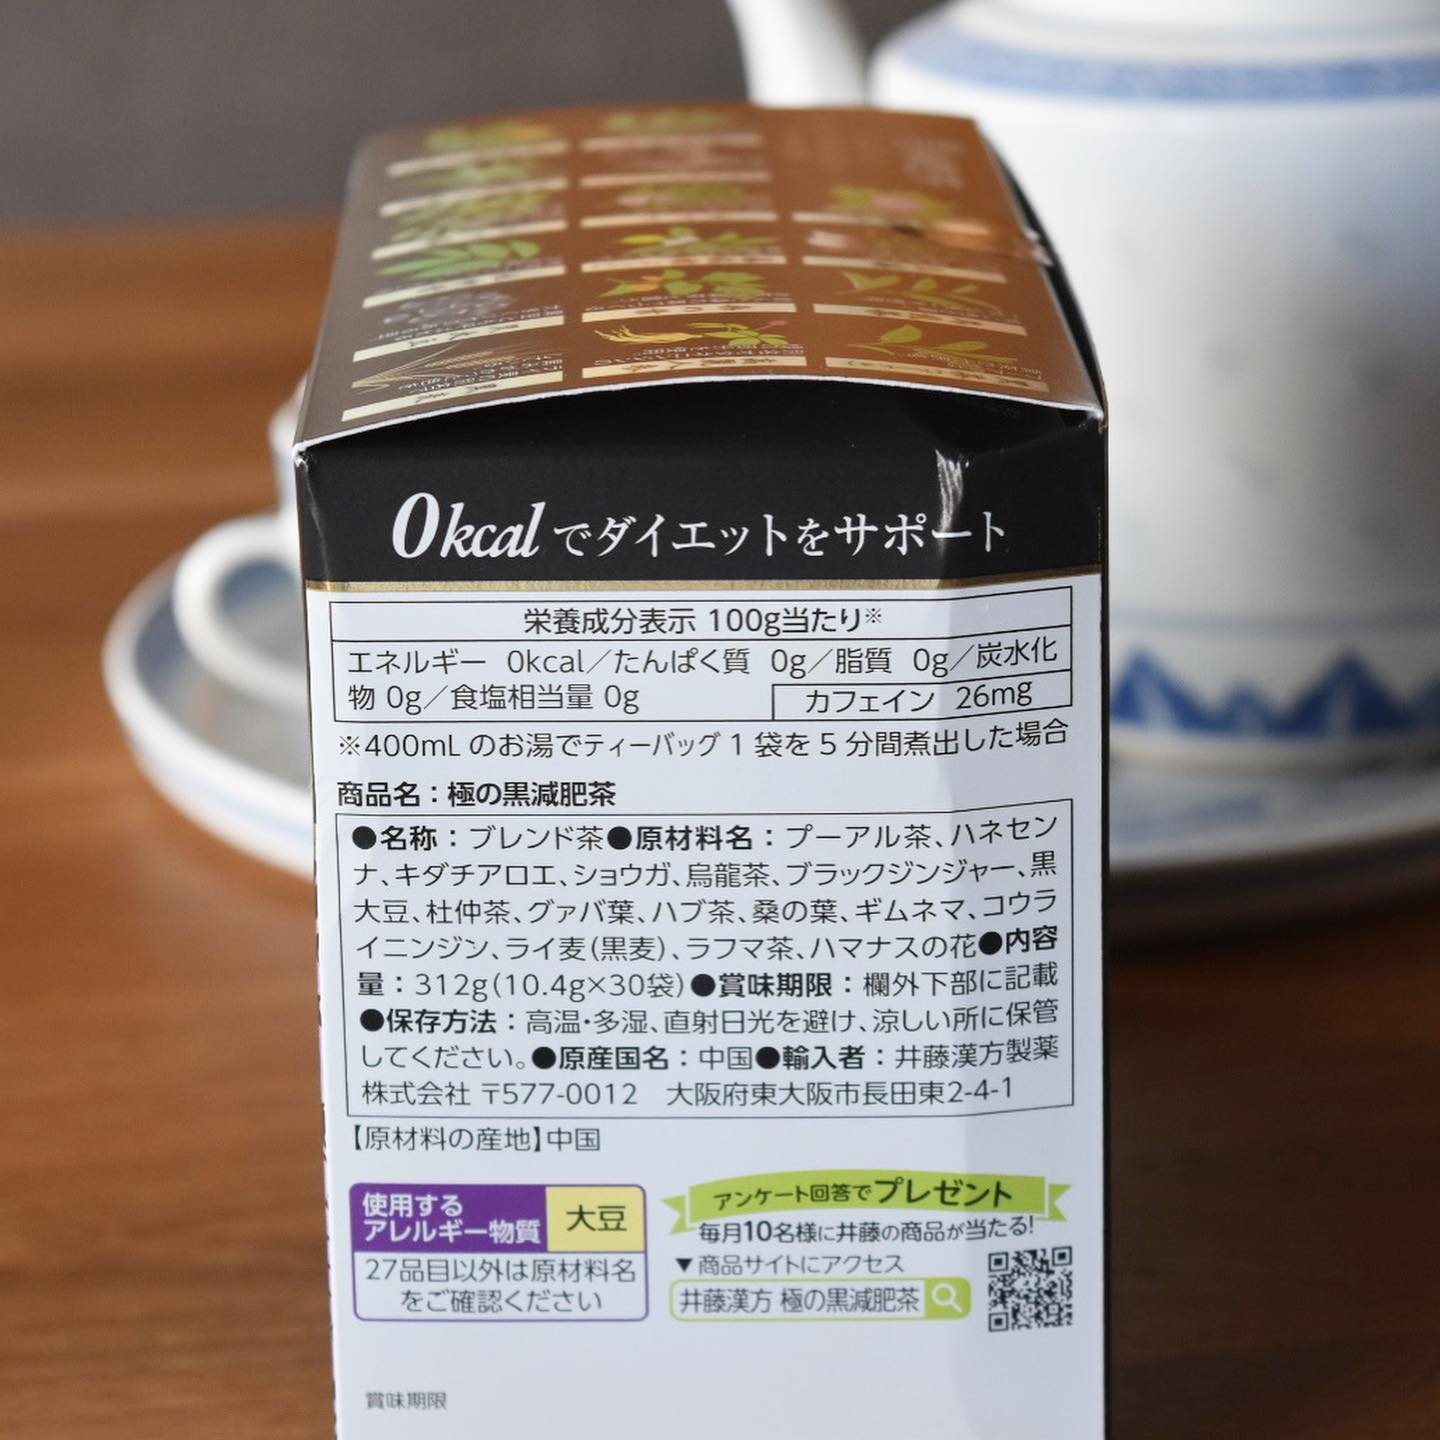 0kcalでダイエットをサポート
栄養成分表示 100g当たり※
エネルギー 0kcal／たんぱく質 0g／脂質 0g／炭水化
物 0g／食塩相当量 0g
カフェイン 26mg
※400mL のお湯でティーバッグ 1 袋を 5 分間煮出した場合
商品名：極の黒減肥茶
●名称：ブレンド茶●原材料名：プーアル茶、ハネセン
ナ、キダチアロエ、ショウガ、烏龍茶、ブラックジンジャー、黒
大豆、杜仲茶、グァバ葉、ハブ茶、桑の葉、ギムネマ、コウラ
イニンジン、ライ麦（黒麦）、ラフマ茶、ハマナスの花●内容
量：312g（10.4g×30袋）●賞味期限：欄外下部に記載
●保存方法：高温・多湿、直射日光を避け、涼しい所に保管
してください。●原産国名：中国●輸入者：井藤漢方製薬
株式会社 〒577-0012 大阪府東大阪市長田東2-4-1
【原材料の産地】中国
使用する
アレルギー物質
大豆
27品目以外は原材料名
をご確認ください
アンケート回答でプレゼント
毎月10名様に井藤の商品が当たる!
▼商品サイトにアクセス
井藤漢方 極の黒減肥茶
賞味期限